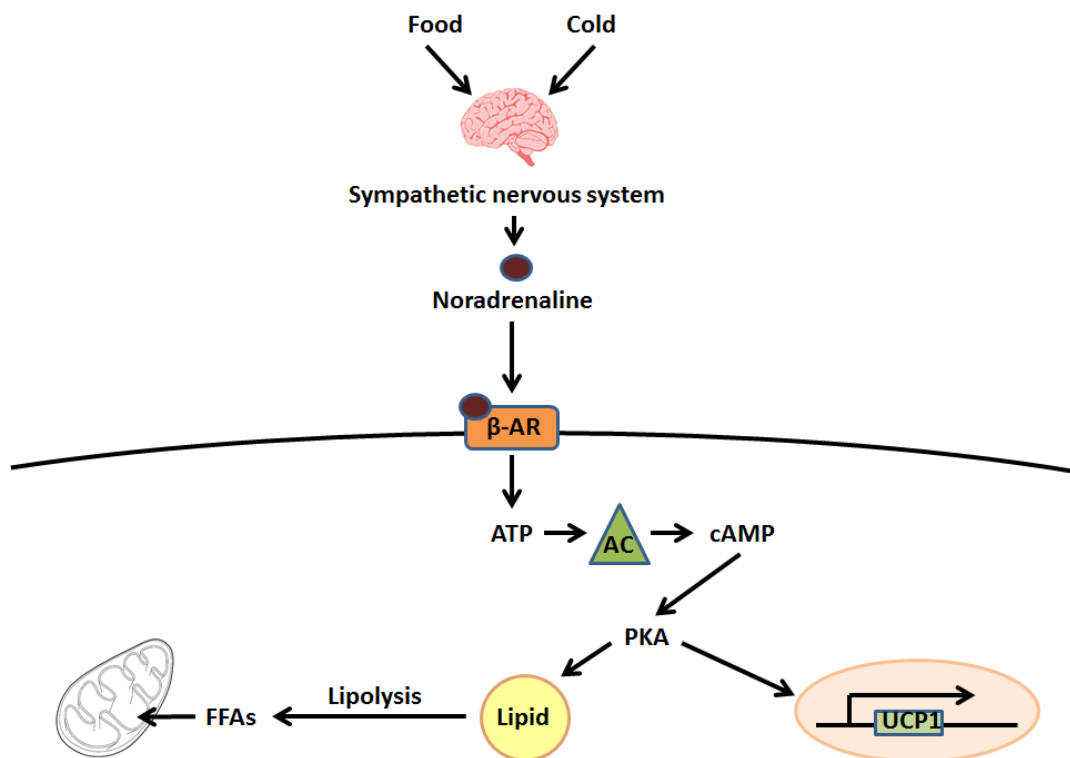 Food
Cold
Sympathetic nervous system
Noradrenaline
β-AR
ATP
AC
cAMP
PKA
FFAs
Lipolysis
Lipid
UCP1